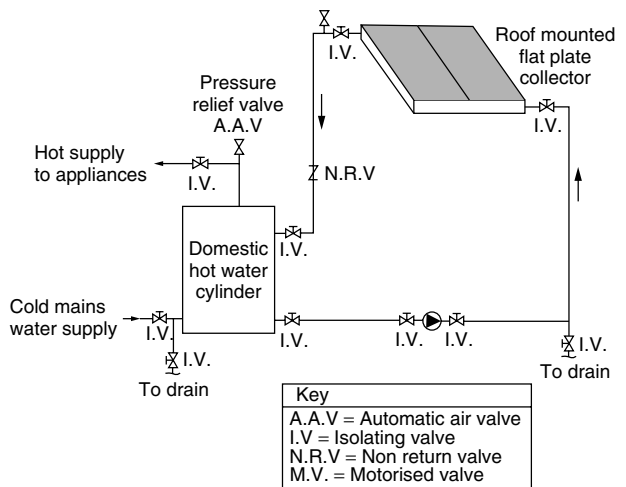 I.V.
Roof mounted
flat plate
collector
Pressure
relief valve
A.A.V
I.V.
Hot supply
to appliances
I.V.
N.R.V
Domestic
hot water
cylinder
I.V.
Cold mains
water supply
I.V.
I.V.
I.V.
I.V.
I.V.
I.V.
To drain
To drain
Key
A.A.V = Automatic air valve
I.V = Isolating valve
N.R.V = Non return valve
M.V. = Motorised valve